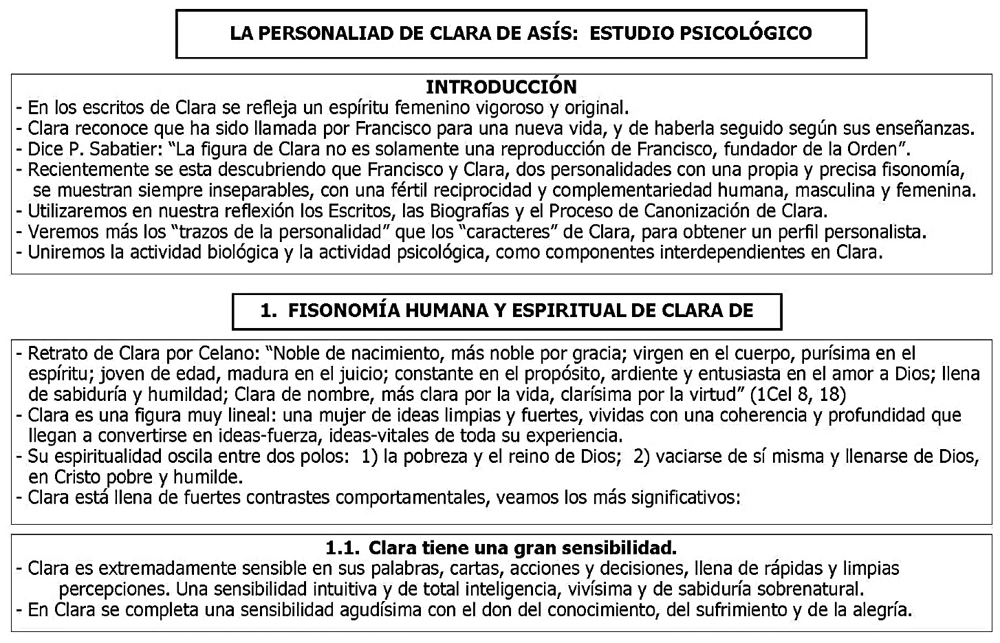 LA PERSONALIAD DE CLARA DE ASÍS:  ESTUDIO PSICOLÓGICO
INTRODUCCIÓN
- En los escritos de Clara se refleja un espíritu femenino vigoroso y original.
- Clara reconoce que ha sido llamada por Francisco para una nueva vida, y de haberla seguido según sus enseñanzas.
- Dice P. Sabatier: “La figura de Clara no es solamente una reproducción de Francisco, fundador de la Orden”.
- Recientemente se esta descubriendo que Francisco y Clara, dos personalidades con una propia y precisa fisonomía,
se muestran siempre inseparables, con una fértil reciprocidad y complementariedad humana, masculina y femenina.
- Utilizaremos en nuestra reflexión los Escritos, las Biografías y el Proceso de Canonización de Clara.
- Veremos más los “trazos de la personalidad” que los “caracteres” de Clara, para obtener un perfil personalista.
- Uniremos la actividad biológica y la actividad psicológica, como componentes interdependientes en Clara.
1.  FISONOMÍA HUMANA Y ESPIRITUAL DE CLARA DE
- Retrato de Clara por Celano: “Noble de nacimiento, más noble por gracia; virgen en el cuerpo, purísima en el
espíritu; joven de edad, madura en el juicio; constante en el propósito, ardiente y entusiasta en el amor a Dios; llena
de sabiduría y humildad; Clara de nombre, más clara por la vida, clarísima por la virtud” (1Cel 8, 18)
- Clara es una figura muy lineal: una mujer de ideas limpias y fuertes, vividas con una coherencia y profundidad que
llegan a convertirse en ideas-fuerza, ideas-vitales de toda su experiencia.
- Su espiritualidad oscila entre dos polos:  1) la pobreza y el reino de Dios;  2) vaciarse de sí misma y llenarse de Dios,
en Cristo pobre y humilde.
- Clara está llena de fuertes contrastes comportamentales, veamos los más significativos:
1.1.  Clara tiene una gran sensibilidad.
- Clara es extremadamente sensible en sus palabras, cartas, acciones y decisiones, llena de rápidas y limpias
percepciones. Una sensibilidad intuitiva y de total inteligencia, vivísima y de sabiduría sobrenatural.
- En Clara se completa una sensibilidad agudísima con el don del conocimiento, del sufrimiento y de la alegría.